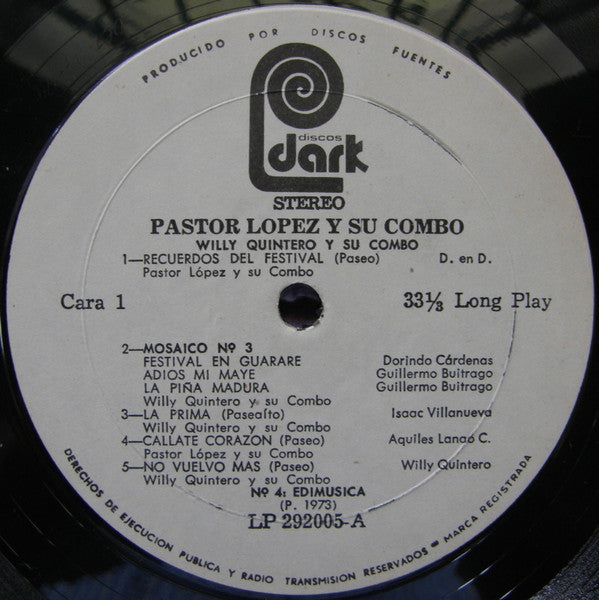 PRODUCIDO POR DISCOS FUENTES
discos
dark
STEREO
PASTOR LOPEZ Y SU COMBO
WILLY QUINTERO Y SU COMBO
1—RECUERDOS DEL FESTIVAL (Paseo) D. en D.
Pastor López y su Combo
Cara 1 33⅓ Long Play
2—MOSAICO Nº 3
FESTIVAL EN GUARARE Dorindo Cárdenas
ADIOS MI MAYE Guillermo Buitrago
LA PIÑA MADURA Guillermo Buitrago
Willy Quintero y su Combo
3—LA PRIMA (Paseaíto) Isaac Villanueva
Willy Quintero y su Combo
4—CALLATE CORAZON (Paseo) Aquiles Lanao C.
Pastor López y su Combo
5—NO VUELVO MAS (Paseo) Willy Quintero
Willy Quintero y su Combo
Nº 4: EDIMUSICA
(P. 1973)
LP 292005-A
DERECHOS DE EJECUCION PUBLICA Y RADIO TRANSMISION RESERVADOS - MARCA REGISTRADA